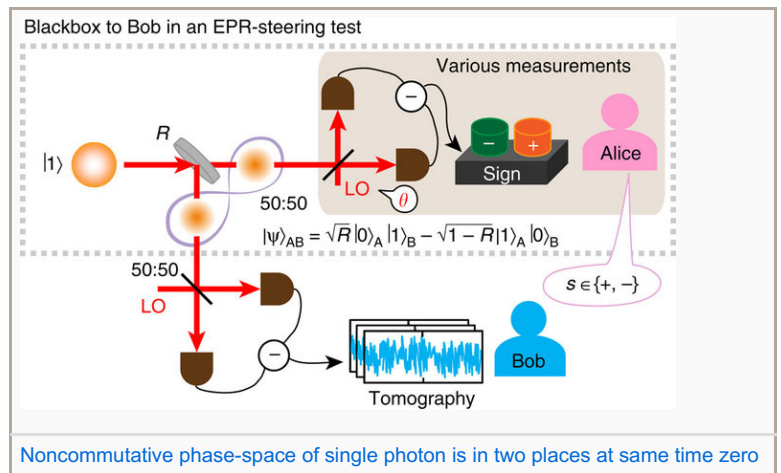 Blackbox to Bob in an EPR-steering test
Various measurements
R
|1⟩
−
− +
Sign
Alice
LO
θ
50:50
|ψ⟩AB = √R |0⟩A |1⟩B − √1 − R |1⟩A |0⟩B
50:50
LO
s ∈ {+, −}
−
Bob
Tomography
Noncommutative phase-space of single photon is in two places at same time zero